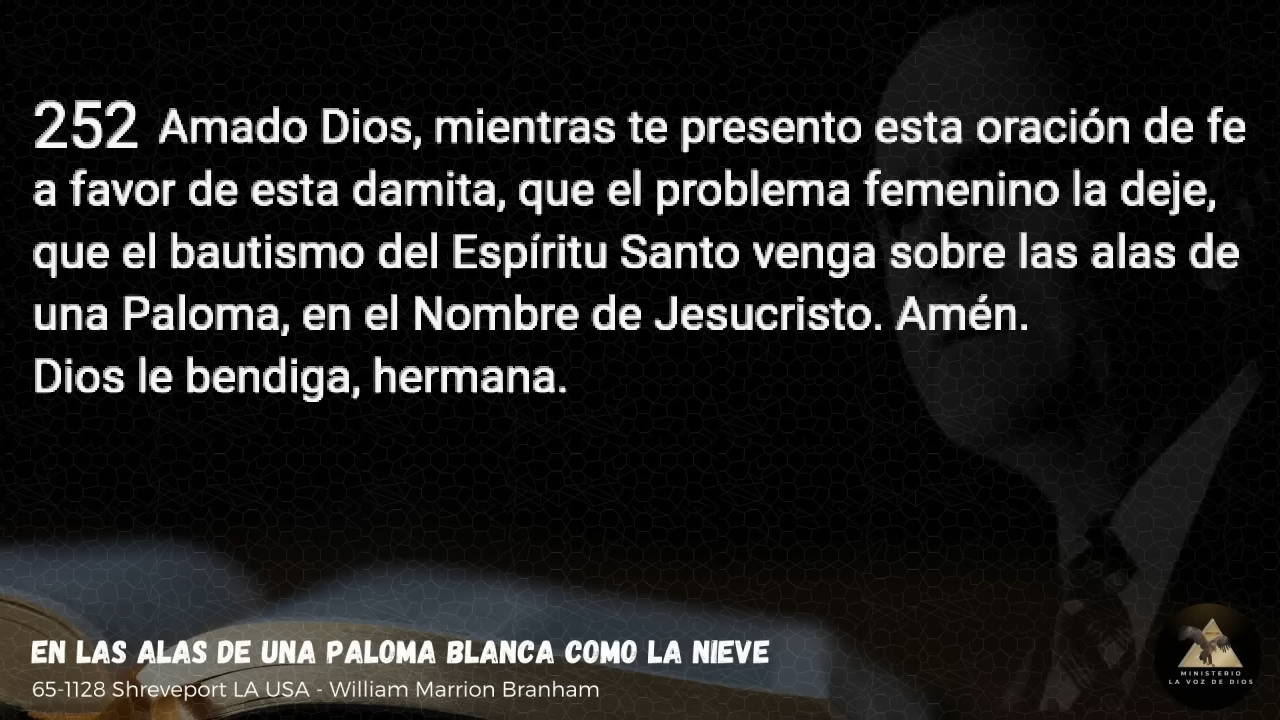 252 Amado Dios, mientras te presento esta oración de fe
a favor de esta damita, que el problema femenino la deje,
que el bautismo del Espíritu Santo venga sobre las alas de
una Paloma, en el Nombre de Jesucristo. Amén.
Dios le bendiga, hermana.
EN LAS ALAS DE UNA PALOMA BLANCA COMO LA NIEVE
65-1128 Shreveport LA USA - William Marrion Branham
MINISTERIO
LA VOZ DE DIOS